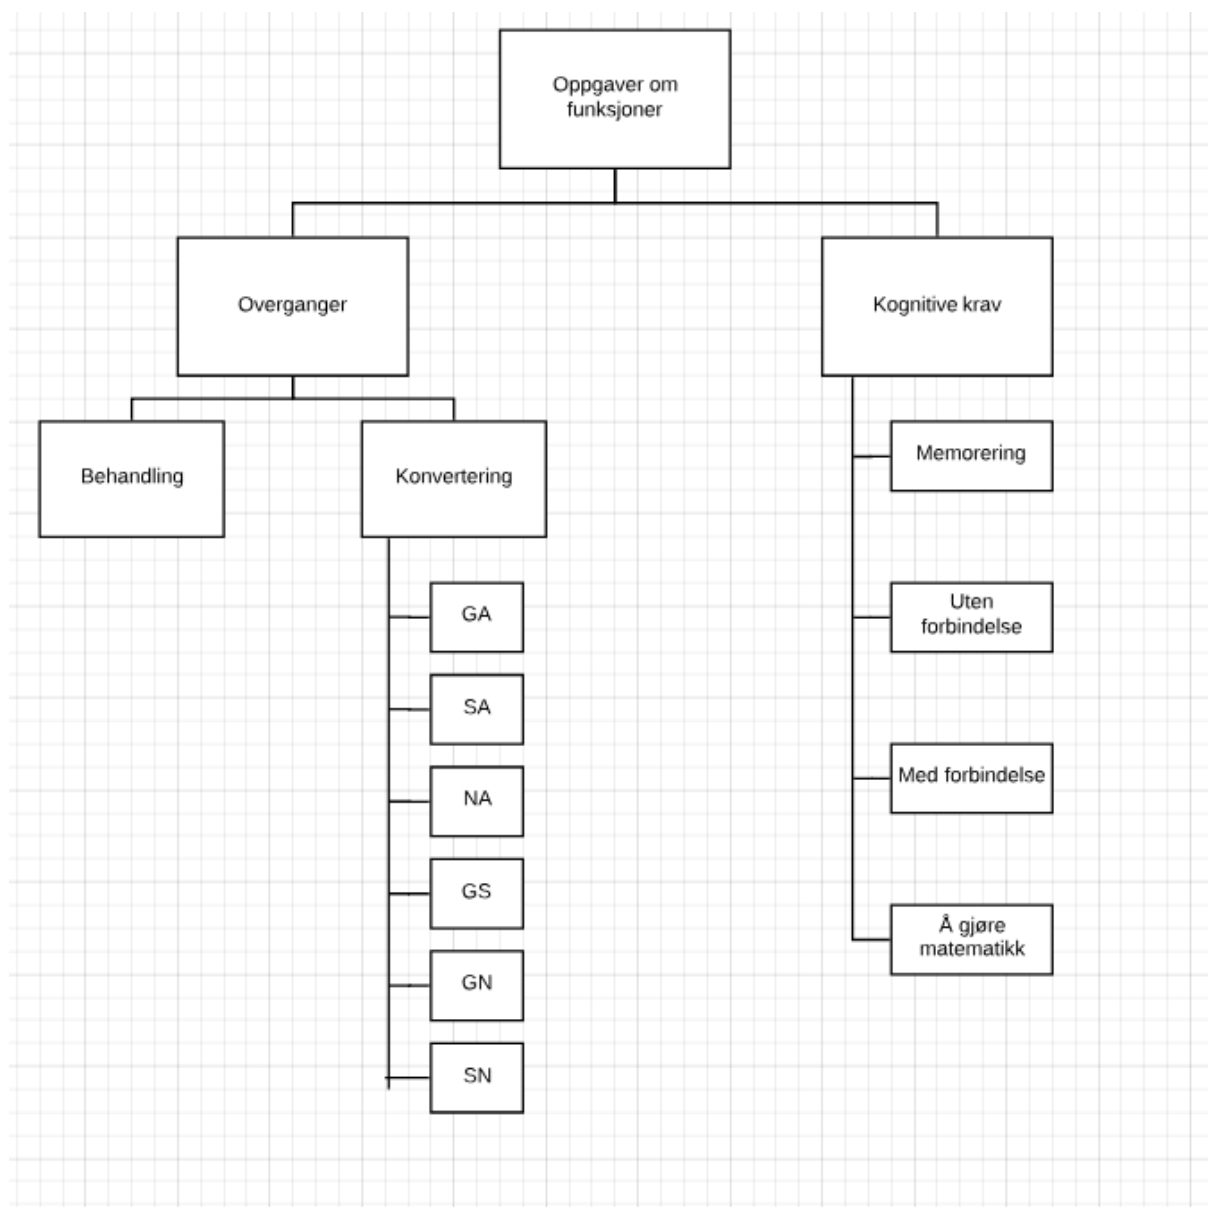 Oppgaver om
funksjoner
Overganger
Kognitive krav
Behandling
Konvertering
GA
SA
NA
GS
GN
SN
Memorering
Uten
forbindelse
Med forbindelse
Å gjøre
matematikk